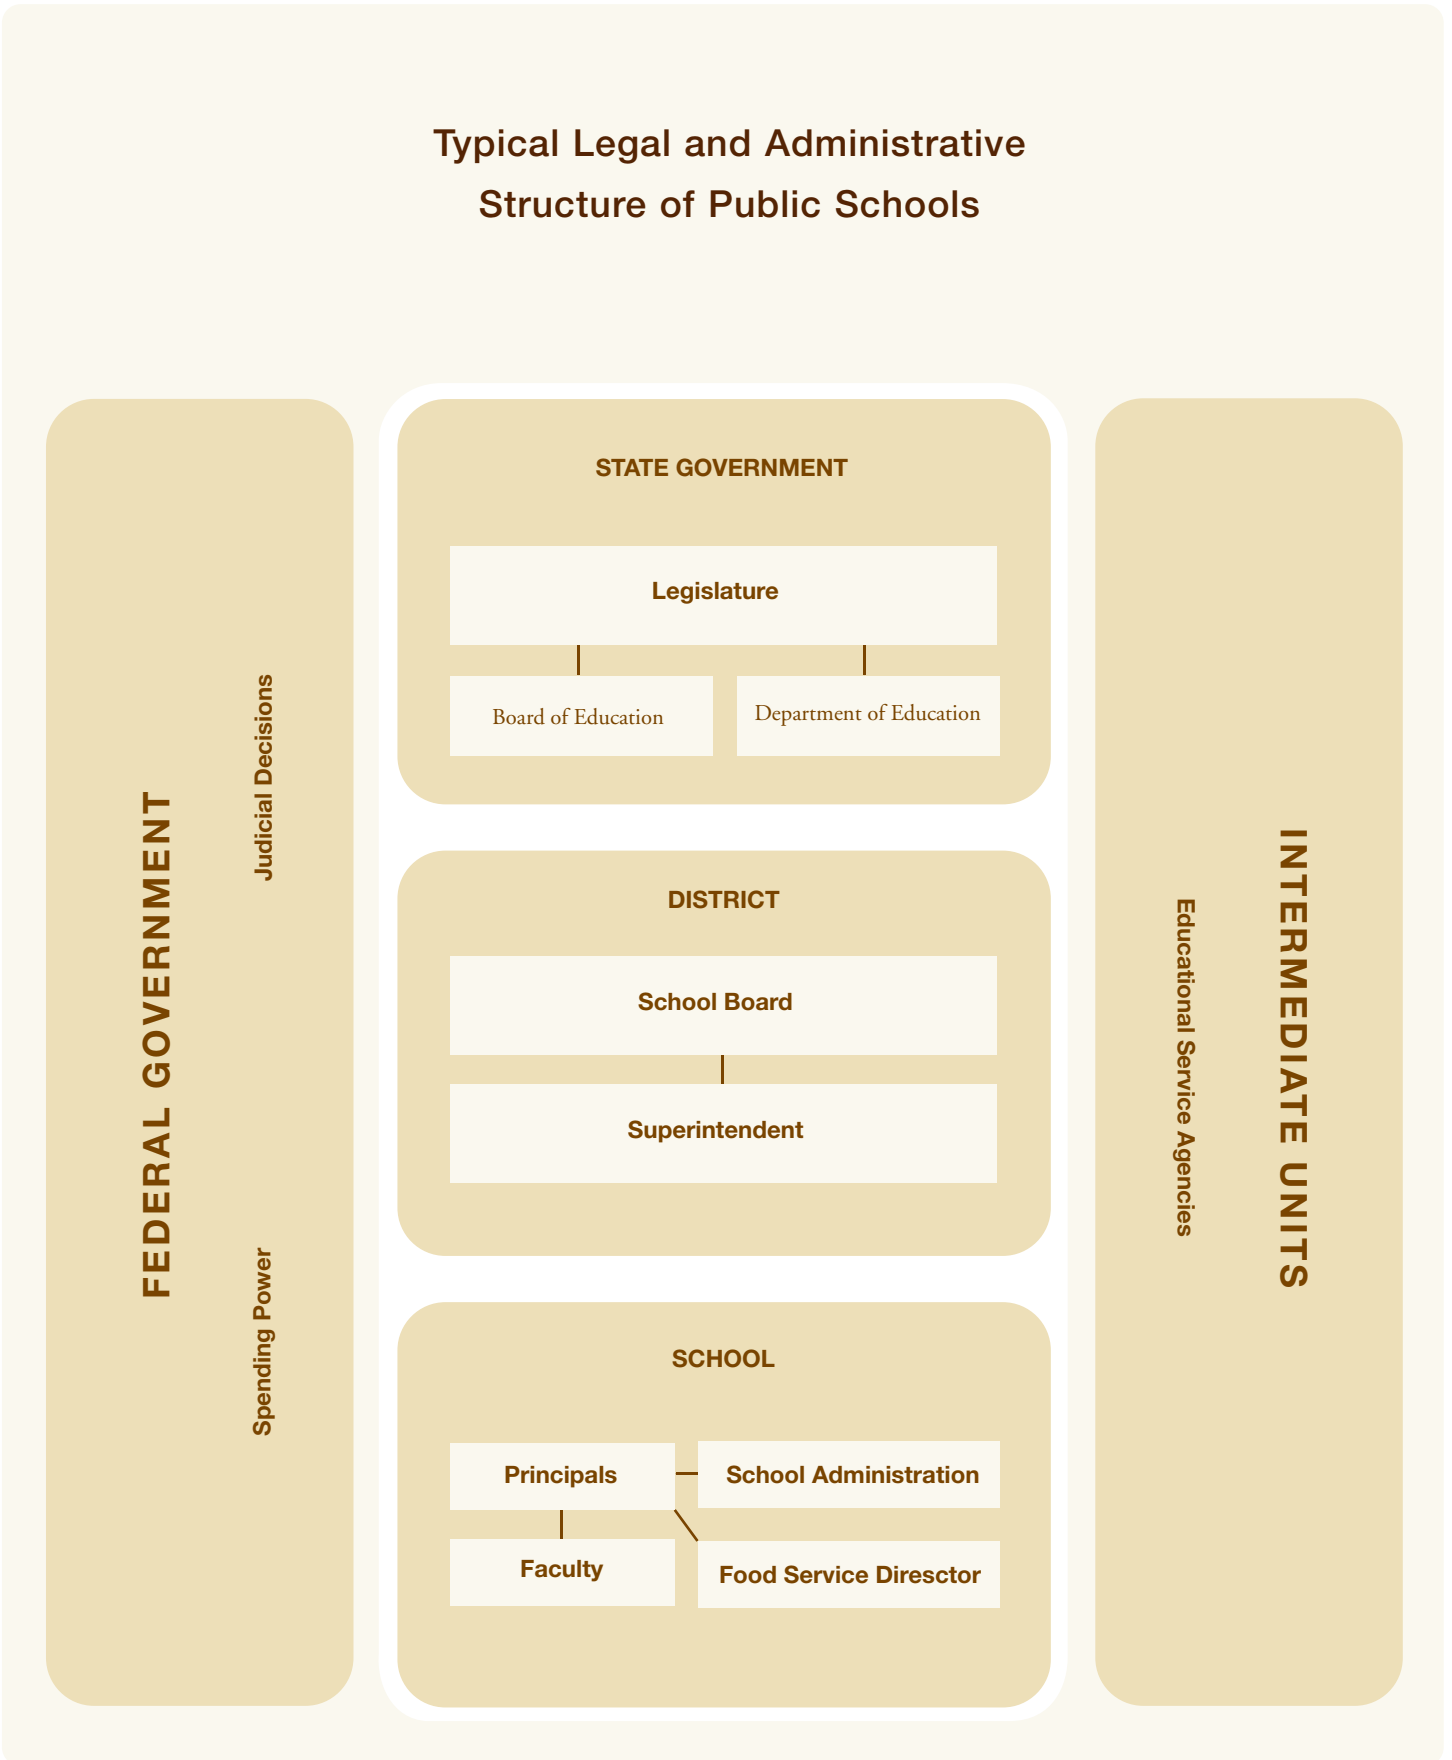 Typical Legal and Administrative
Structure of Public Schools
FEDERAL GOVERNMENT
Judicial Decisions
Spending Power
STATE GOVERNMENT
Legislature
Board of Education
Department of Education
DISTRICT
School Board
Superintendent
SCHOOL
Principals
School Administration
Faculty
Food Service Diresctor
INTERMEDIATE UNITS
Educational Service Agencies